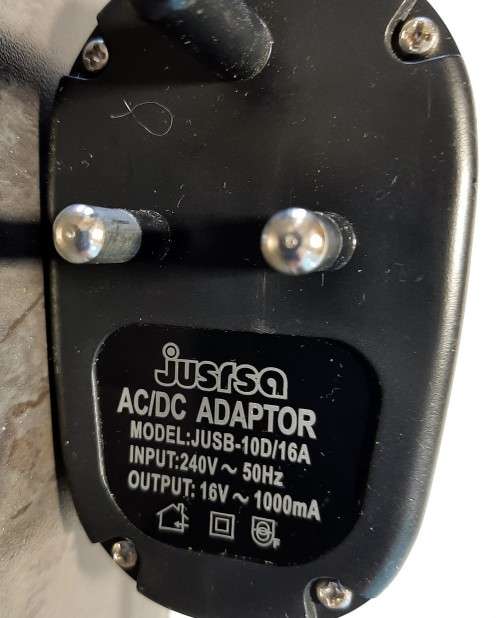 jusrsa
AC/DC ADAPTOR
MODEL:JUSB-10D/16A
INPUT:240V ~ 50Hz
OUTPUT: 16V ~ 1000mA
F